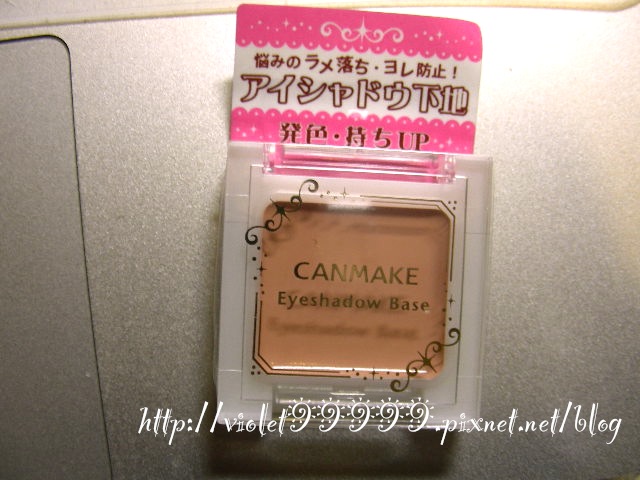 悩みのラメ落ち・ヨレ防止!
アイシャドウ下地
発色・持ちUP
CANMAKE
Eyeshadow Base
http://violet99999.pixnet.net/blog